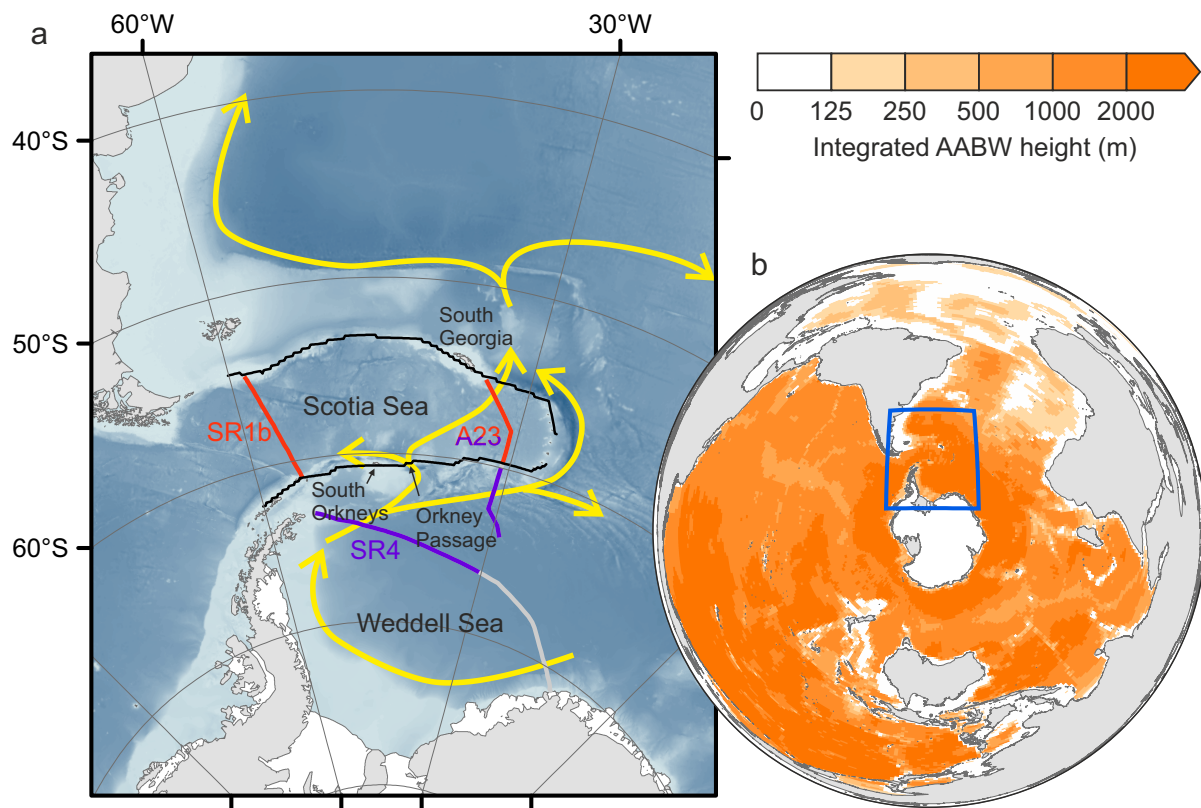 a
60°W
30°W
40°S
50°S
60°S
South
Georgia
Scotia Sea
SR1b
A23
South
Orkneys
Orkney
Passage
SR4
Weddell Sea
0
125
250
500
1000
2000
Integrated AABW height (m)
b